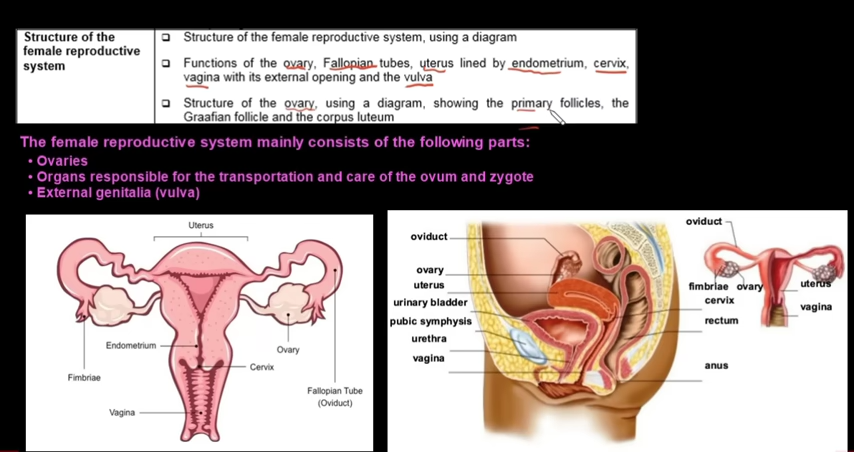 Structure of the
female reproductive
system
❑ Structure of the female reproductive system, using a diagram
❑ Functions of the ovary, Fallopian tubes, uterus lined by endometrium, cervix,
vagina with its external opening and the vulva
❑ Structure of the ovary, using a diagram, showing the primary follicles, the
Graafian follicle and the corpus luteum
The female reproductive system mainly consists of the following parts:
• Ovaries
• Organs responsible for the transportation and care of the ovum and zygote
• External genitalia (vulva)
Uterus
Endometrium
Ovary
Cervix
Fimbriae
Fallopian Tube
(Oviduct)
Vagina
oviduct
ovary
uterus
urinary bladder
pubic symphysis
urethra
vagina
oviduct
fimbriae ovary
uterus
cervix
vagina
rectum
anus